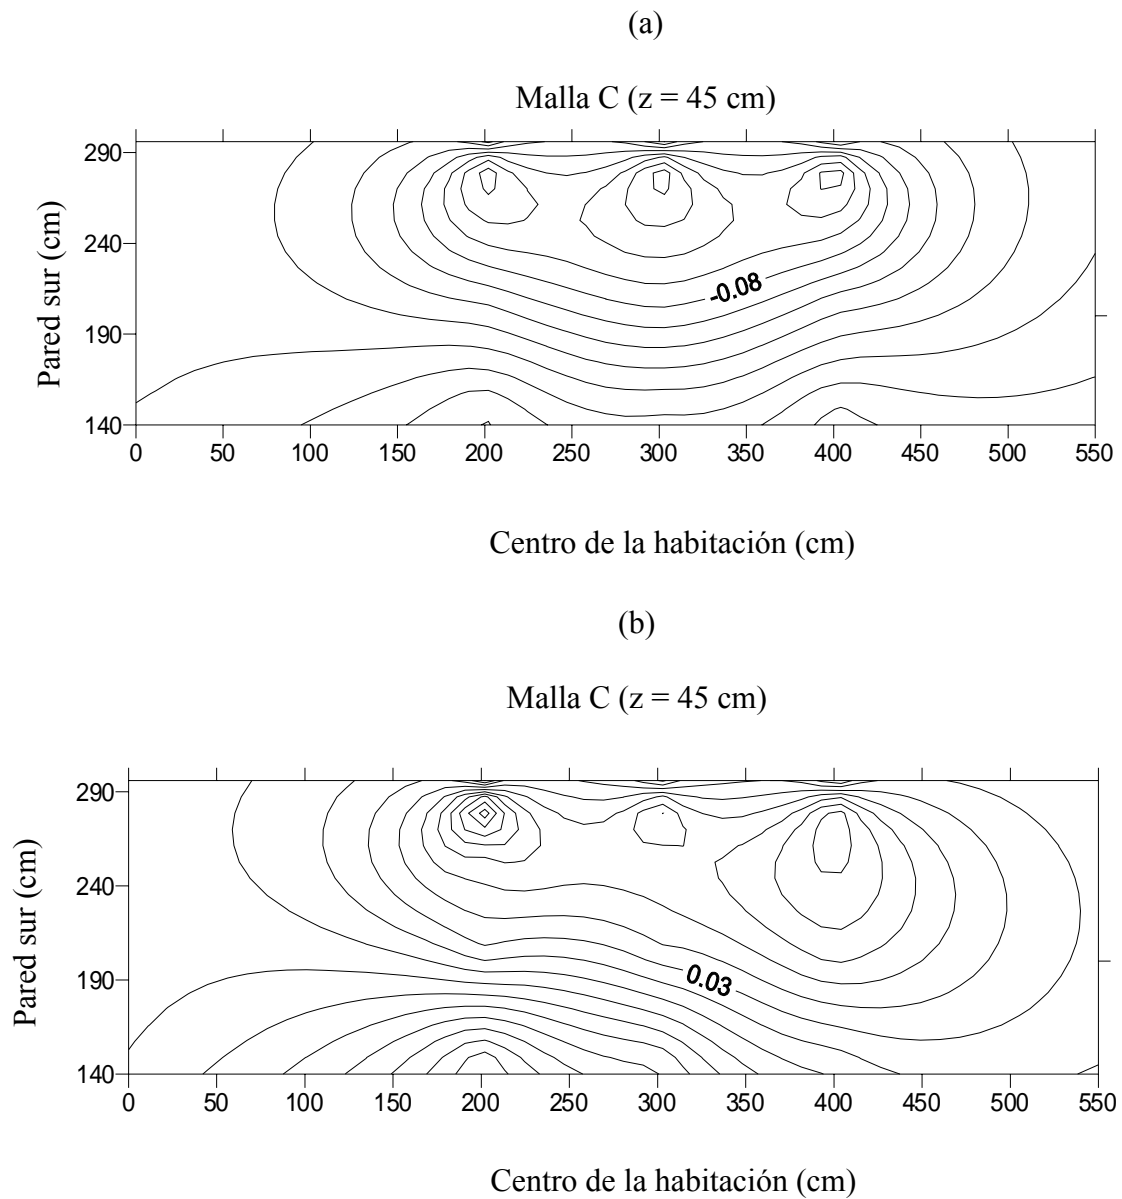 (a)
Malla C (z = 45 cm)
290
240
190
140
Pared sur (cm)
-0.08
0 50 100 150 200 250 300 350 400 450 500 550
Centro de la habitación (cm)
(b)
Malla C (z = 45 cm)
290
240
190
140
Pared sur (cm)
0.03
0 50 100 150 200 250 300 350 400 450 500 550
Centro de la habitación (cm)